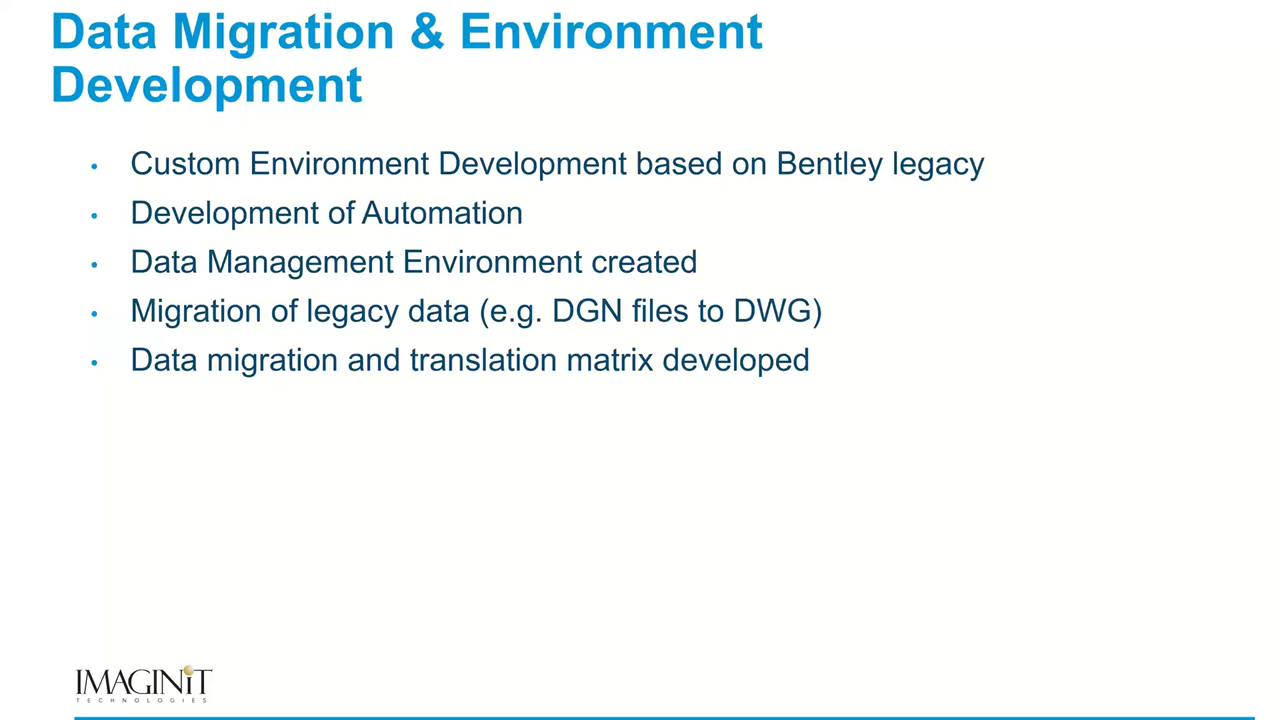 Data Migration & Environment
Development
• Custom Environment Development based on Bentley legacy
• Development of Automation
• Data Management Environment created
• Migration of legacy data (e.g. DGN files to DWG)
• Data migration and translation matrix developed
IMAGINiT
TECHNOLOGIES